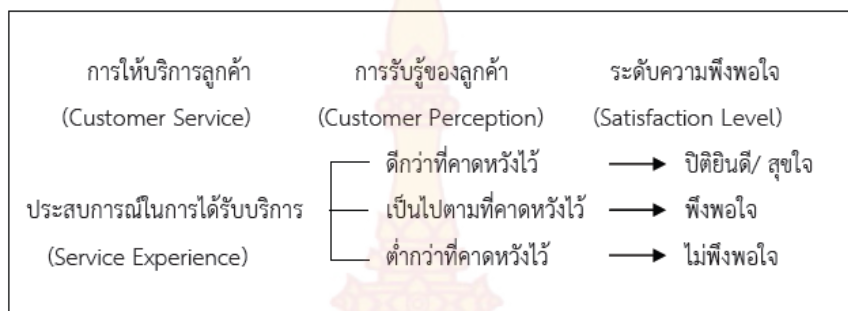 การให้บริการลูกค้า การรับรู้ของลูกค้า ระดับความพึงพอใจ
(Customer Service) (Customer Perception) (Satisfaction Level)
ดีกว่าที่คาดหวังไว้ ปิติยินดี/ สุขใจ
ประสบการณ์ในการได้รับบริการ เป็นไปตามที่คาดหวังไว้ พึงพอใจ
(Service Experience) ต่ำกว่าที่คาดหวังไว้ ไม่พึงพอใจ